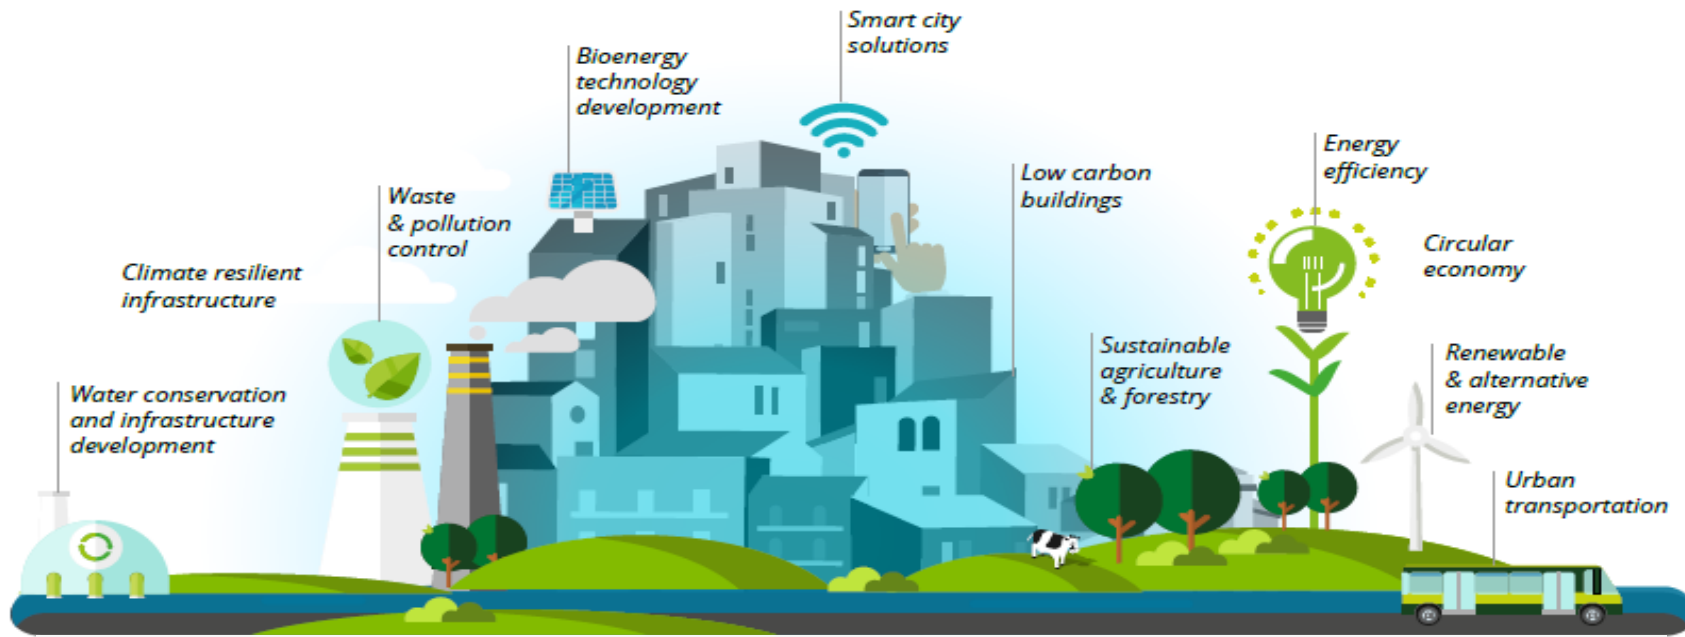 Smart city
solutions
Bioenergy
technology
development
Energy
efficiency
Low carbon
buildings
Waste
& pollution
control
Circular
economy
Climate resilient
infrastructure
Sustainable
agriculture
& forestry
Renewable
& alternative
energy
Water conservation
and infrastructure
development
Urban
transportation